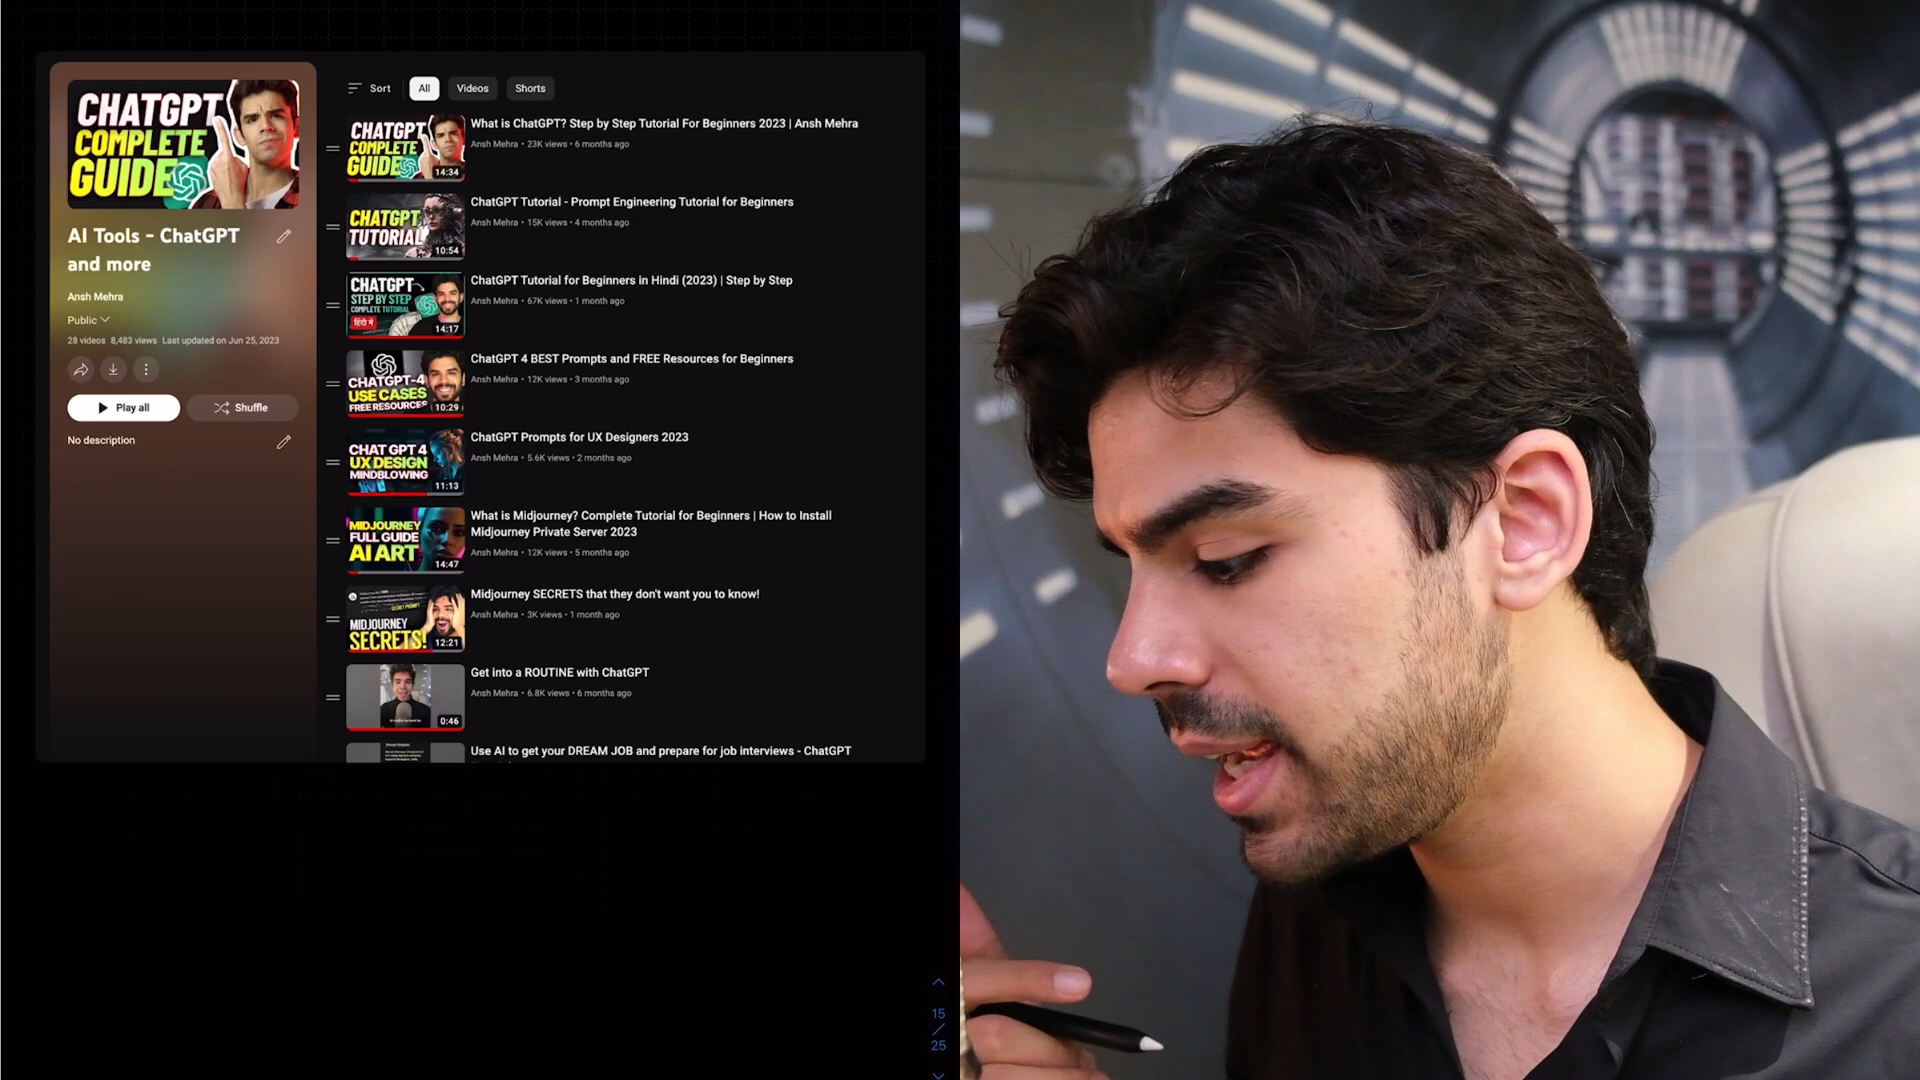 CHATGPT
COMPLETE
GUIDE
AI Tools - ChatGPT
and more
Ansh Mehra
Public
28 videos 8,483 views Last updated on Jun 25, 2023
Play all
Shuffle
No description
Sort
All
Videos
Shorts
CHATGPT
COMPLETE
GUIDE
14:34
What is ChatGPT? Step by Step Tutorial For Beginners 2023 | Ansh Mehra
Ansh Mehra • 23K views • 6 months ago
CHATGPT
TUTORIAL
10:54
ChatGPT Tutorial - Prompt Engineering Tutorial for Beginners
Ansh Mehra • 15K views • 4 months ago
CHATGPT
STEP BY STEP
COMPLETE TUTORIAL
हिंदी में
14:17
ChatGPT Tutorial for Beginners in Hindi (2023) | Step by Step
Ansh Mehra • 67K views • 1 month ago
CHATGPT-4
USE CASES
FREE RESOURCES
10:29
ChatGPT 4 BEST Prompts and FREE Resources for Beginners
Ansh Mehra • 12K views • 3 months ago
CHAT GPT 4
UX DESIGN
MINDBLOWING
11:13
ChatGPT Prompts for UX Designers 2023
Ansh Mehra • 5.6K views • 2 months ago
MIDJOURNEY
FULL GUIDE
AI ART
14:47
What is Midjourney? Complete Tutorial for Beginners | How to Install
Midjourney Private Server 2023
Ansh Mehra • 12K views • 5 months ago
SECRET PROMPT
MIDJOURNEY
SECRETS!
12:21
Midjourney SECRETS that they don't want you to know!
Ansh Mehra • 3K views • 1 month ago
0:46
Get into a ROUTINE with ChatGPT
Ansh Mehra • 6.8K views • 6 months ago
Use AI to get your DREAM JOB and prepare for job interviews - ChatGPT
15
/
25